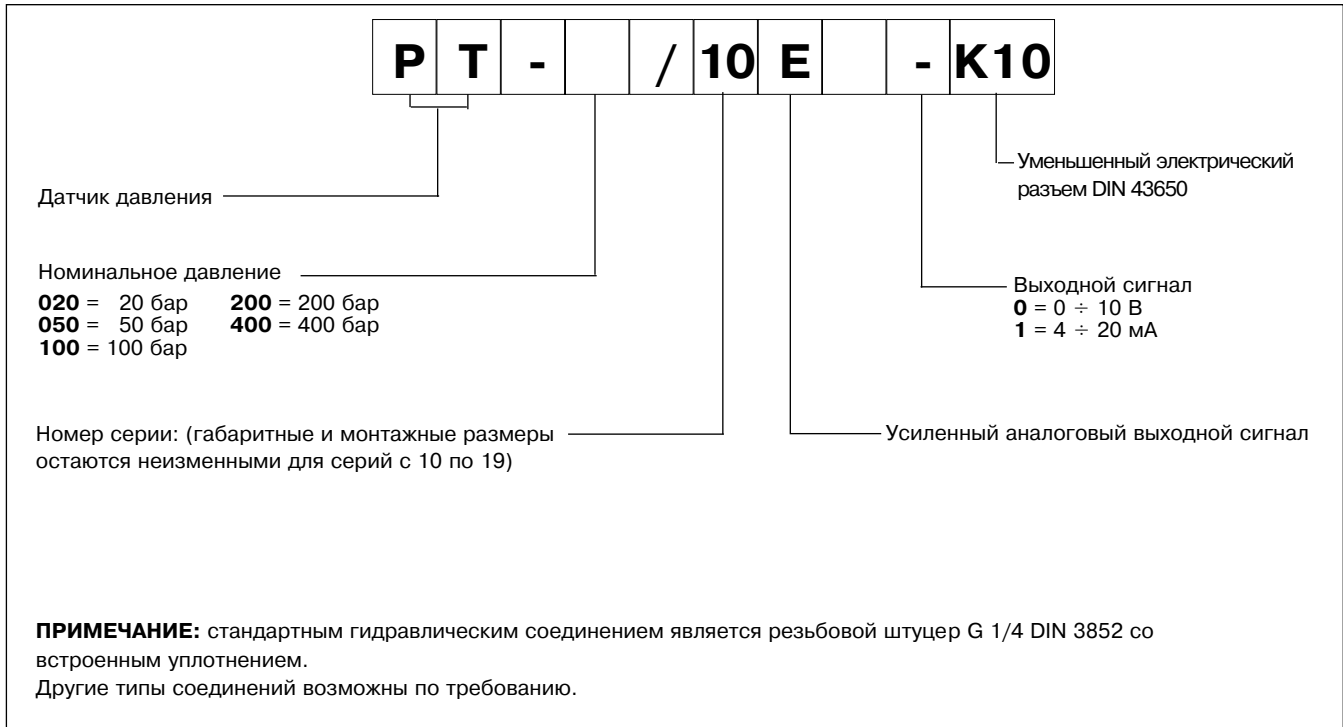 P T - / 10 E - K10
Уменьшенный электрический
разъем DIN 43650
Датчик давления
Номинальное давление
020 = 20 бар 200 = 200 бар
050 = 50 бар 400 = 400 бар
100 = 100 бар
Выходной сигнал
0 = 0 ÷ 10 В
1 = 4 ÷ 20 мА
Номер серии: (габаритные и монтажные размеры
остаются неизменными для серий с 10 по 19)
Усиленный аналоговый выходной сигнал
ПРИМЕЧАНИЕ: стандартным гидравлическим соединением является резьбовой штуцер G 1/4 DIN 3852 со
встроенным уплотнением.
Другие типы соединений возможны по требованию.